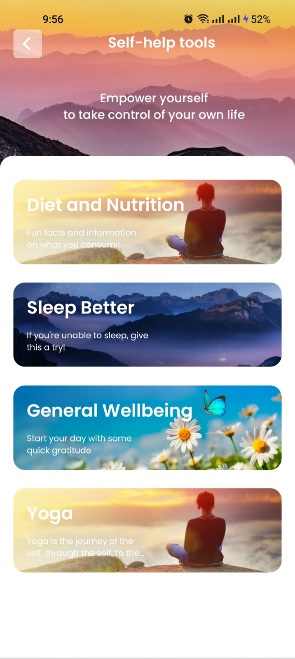 9:56
52%
Self-help tools
Empower yourself
to take control of your own life
Diet and Nutrition
Fun facts and information
on what you consume
Sleep Better
If you're unable to sleep, give
this a try!
General Wellbeing
Start your day with some
quick gratitude
Yoga
Yoga is the journey of the
self, through the self, to the...